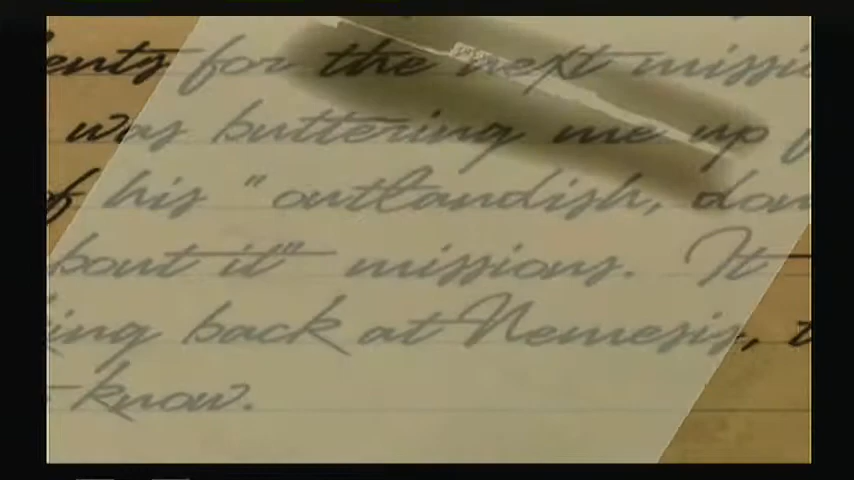 ents for the next missio
was buttering me up f
of his "outlandish, don
bout it" missions. It
ing back at Nemesis, t
know.